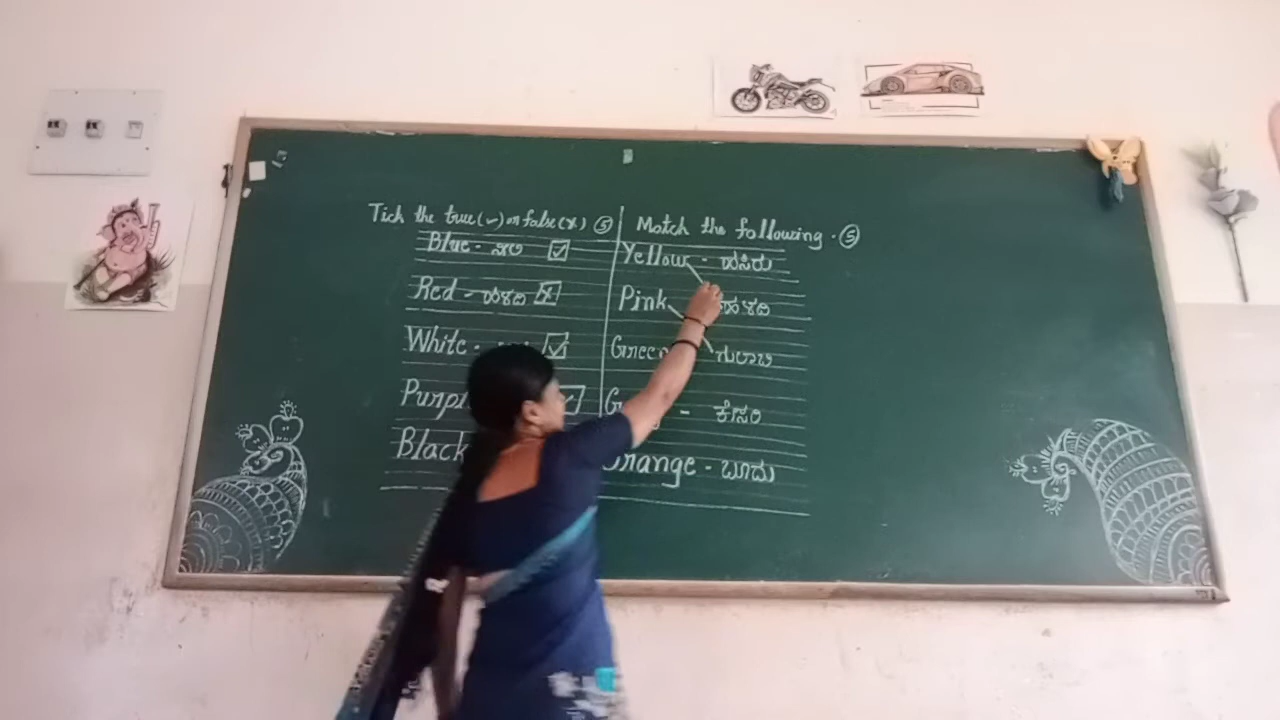 Tick the true(✓) or false(x) ⑤
Blue - ನೀಲಿ ☑
Red - ಹಳದಿ ☒
White - ☑
Black
Match the following. ⑤
Yellow - ಹಸಿರು
Pink ಹಳದಿ
Green ಗುಲಾಬಿ
- ಕೇಸರಿ
Orange - ಬೂದು